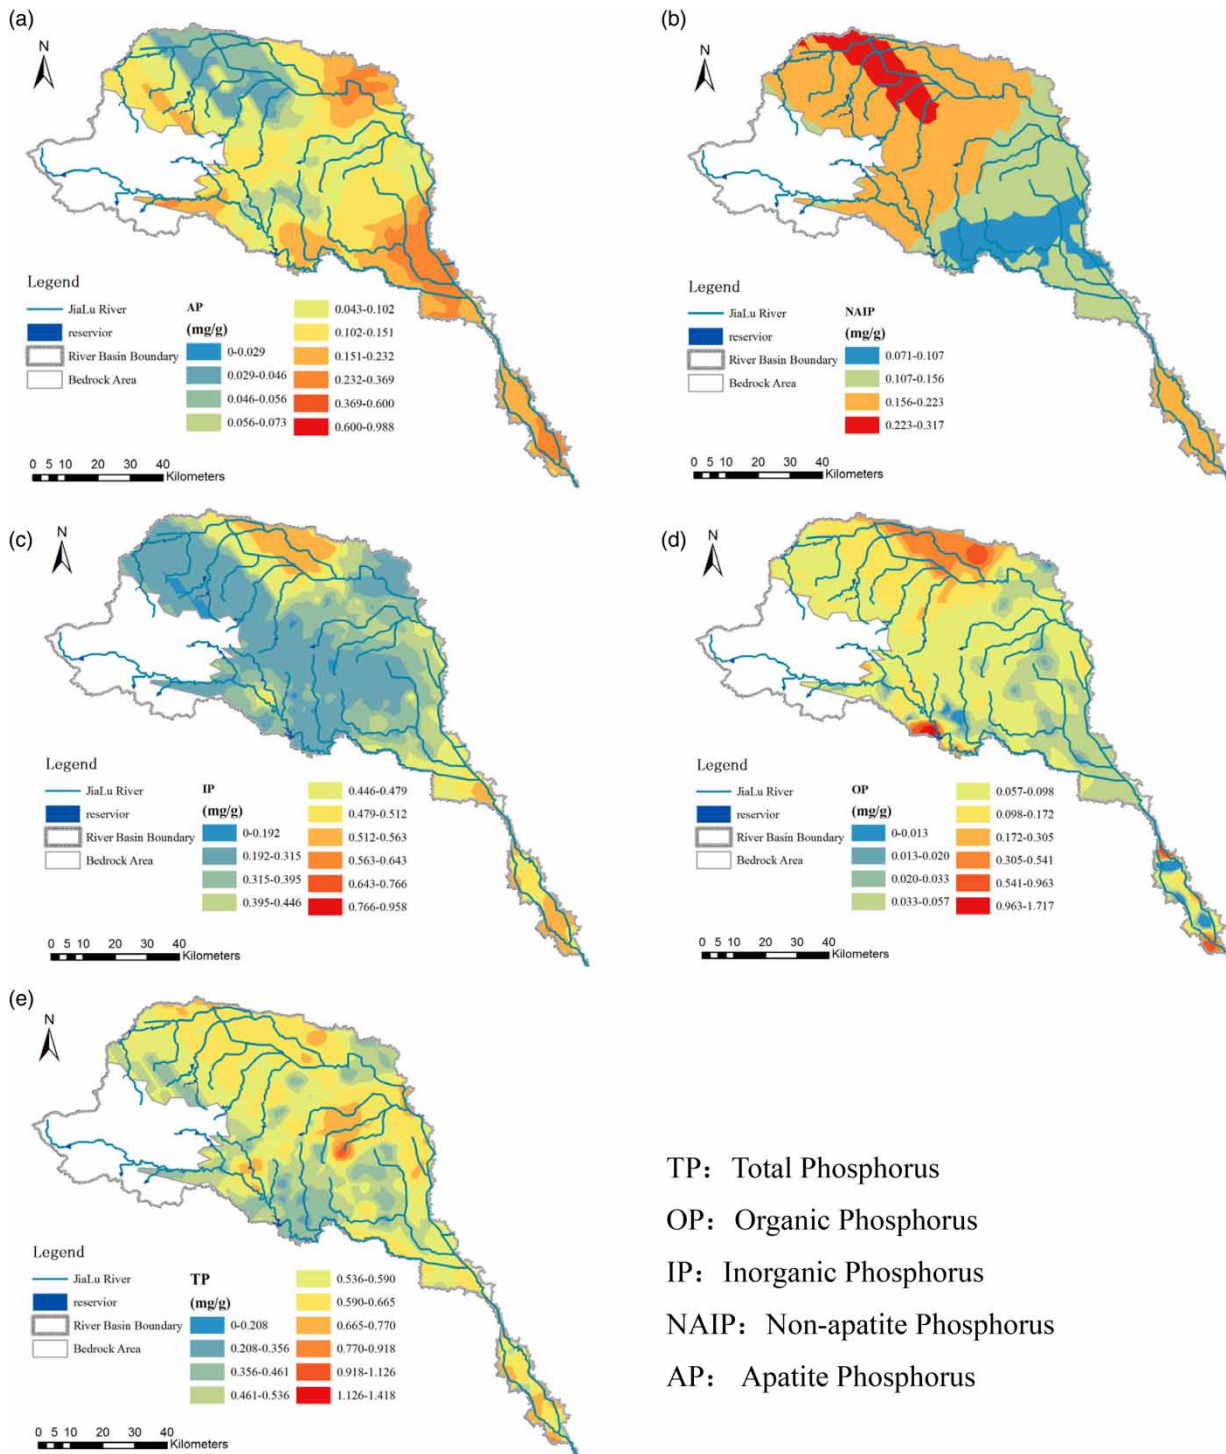 (a)
N
Legend
JiaLu River
reservior
River Basin Boundary
Bedrock Area
AP
(mg/g)
0-0.029
0.029-0.046
0.046-0.056
0.056-0.073
0.043-0.102
0.102-0.151
0.151-0.232
0.232-0.369
0.369-0.600
0.600-0.988
0 5 10 20 30 40
Kilometers
(b)
N
Legend
JiaLu River
reservior
River Basin Boundary
Bedrock Area
NAIP
(mg/g)
0.071-0.107
0.107-0.156
0.156-0.223
0.223-0.317
0 5 10 20 30 40
Kilometers
(c)
N
Legend
JiaLu River
reservior
River Basin Boundary
Bedrock Area
IP
(mg/g)
0-0.192
0.192-0.315
0.315-0.395
0.395-0.446
0.446-0.479
0.479-0.512
0.512-0.563
0.563-0.643
0.643-0.766
0.766-0.958
0 5 10 20 30 40
Kilometers
(d)
N
Legend
JiaLu River
reservior
River Basin Boundary
Bedrock Area
OP
(mg/g)
0-0.013
0.013-0.020
0.020-0.033
0.033-0.057
0.057-0.098
0.098-0.172
0.172-0.305
0.305-0.541
0.541-0.963
0.963-1.717
0 5 10 20 30 40
Kilometers
(e)
N
Legend
JiaLu River
reservior
River Basin Boundary
Bedrock Area
TP
(mg/g)
0-0.208
0.208-0.356
0.356-0.461
0.461-0.536
0.536-0.590
0.590-0.665
0.665-0.770
0.770-0.918
0.918-1.126
1.126-1.418
0 5 10 20 30 40
Kilometers
TP： Total Phosphorus
OP： Organic Phosphorus
IP： Inorganic Phosphorus
NAIP： Non-apatite Phosphorus
AP： Apatite Phosphorus